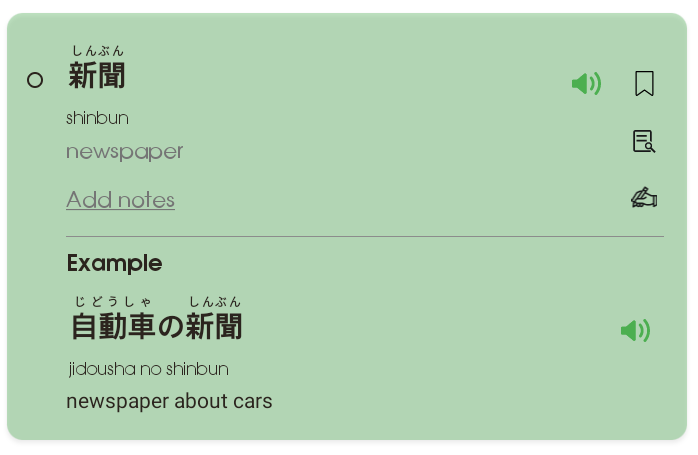 しんぶん
新聞
shinbun
newspaper
Add notes
Example
じどうしゃ しんぶん
自動車の新聞
jidousha no shinbun
newspaper about cars